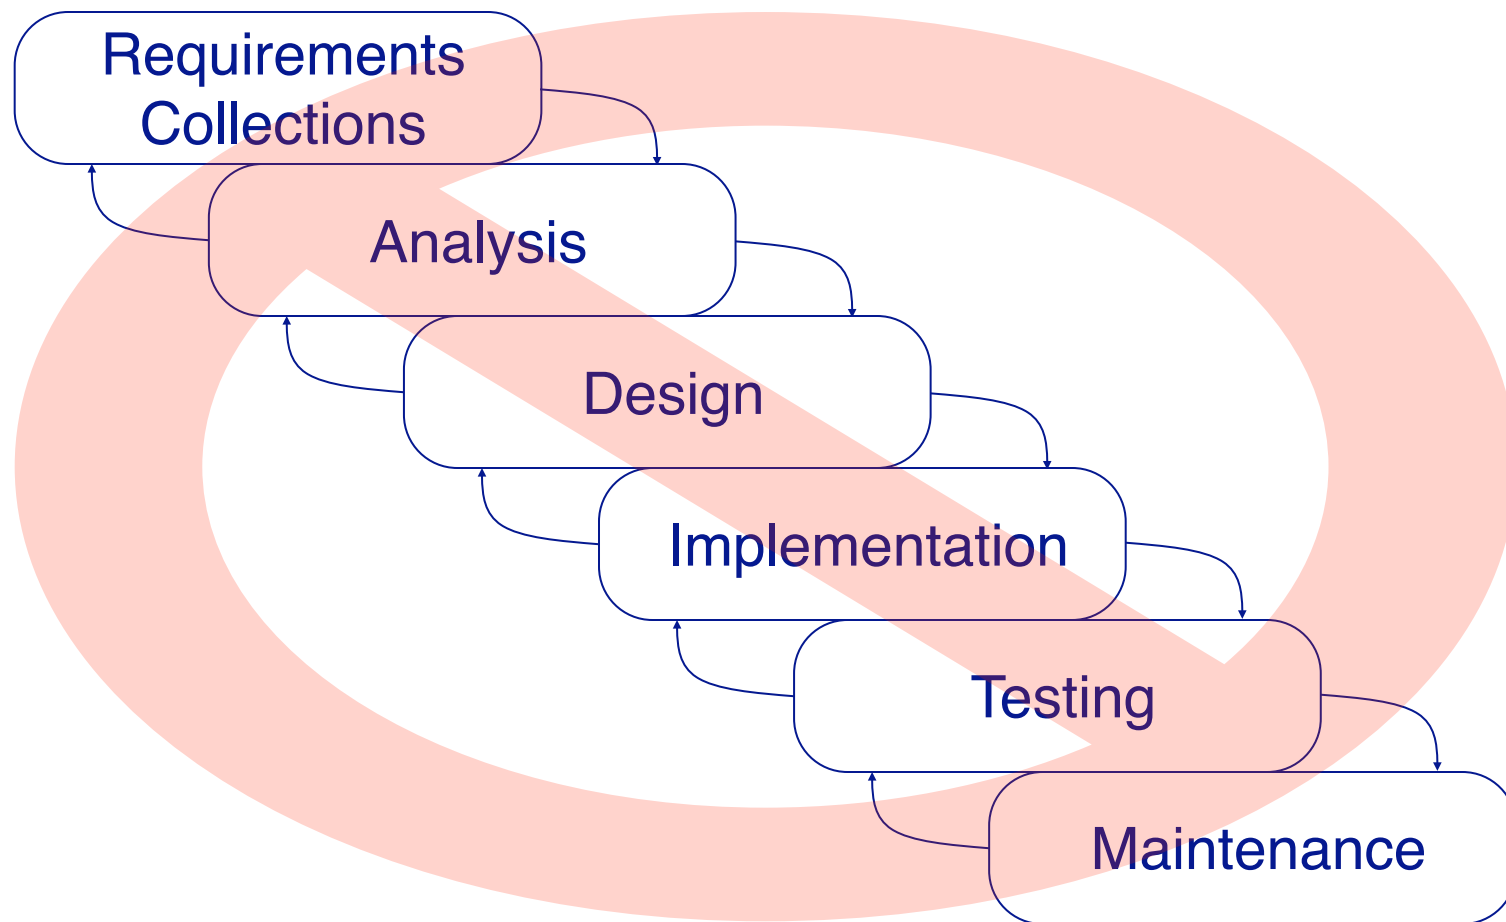 Requirements
Collections
Analysis
Design
Implementation
Testing
Maintenance